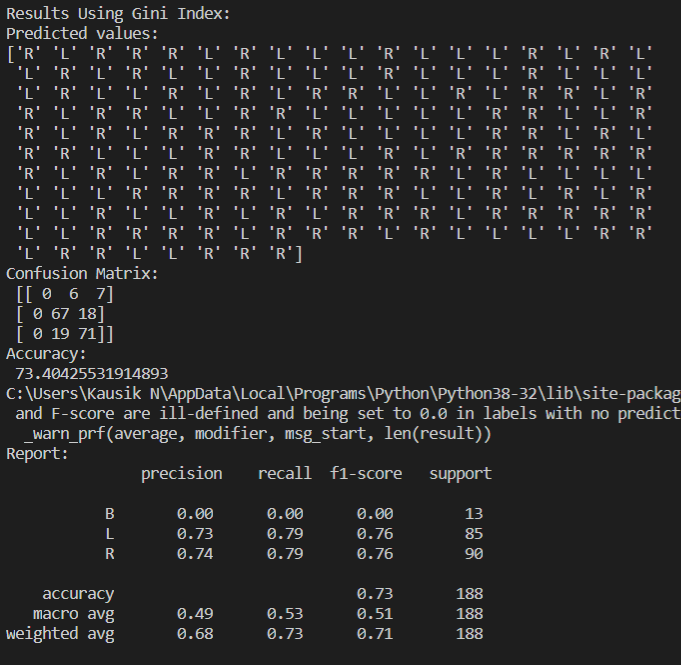 Results Using Gini Index:
Predicted values:
['R' 'L' 'R' 'R' 'R' 'L' 'R' 'L' 'L' 'L' 'R' 'L' 'L' 'L' 'R' 'L' 'R' 'L'
'L' 'R' 'L' 'R' 'L' 'R' 'L' 'R' 'L' 'R' 'L' 'L' 'L' 'L' 'R' 'L' 'L' 'L'
'L' 'R' 'L' 'L' 'R' 'L' 'R' 'L' 'R' 'R' 'L' 'L' 'R' 'L' 'R' 'R' 'L' 'R'
'R' 'L' 'R' 'R' 'L' 'L' 'R' 'R' 'L' 'L' 'L' 'L' 'L' 'R' 'R' 'L' 'L' 'R'
'R' 'L' 'R' 'L' 'R' 'R' 'R' 'L' 'R' 'L' 'L' 'L' 'L' 'R' 'R' 'L' 'R' 'L'
'R' 'R' 'L' 'L' 'L' 'R' 'R' 'L' 'L' 'L' 'R' 'L' 'R' 'R' 'R' 'R' 'R' 'R'
'R' 'L' 'R' 'L' 'R' 'L' 'R' 'R' 'R' 'R' 'L' 'R' 'R' 'R' 'L' 'L' 'L' 'L'
'L' 'L' 'L' 'R' 'R' 'R' 'R' 'L' 'R' 'R' 'R' 'L' 'L' 'R' 'L' 'R' 'L' 'R'
'L' 'L' 'R' 'L' 'L' 'R' 'L' 'R' 'L' 'R' 'R' 'R' 'L' 'L' 'R' 'R' 'R' 'R'
'L' 'L' 'R' 'R' 'R' 'R' 'L' 'R' 'R' 'R' 'L' 'R' 'L' 'L' 'L' 'L' 'R' 'R'
'L' 'R' 'R' 'L' 'L' 'R' 'R' 'R']
Confusion Matrix:
[[ 0 6 7]
[ 0 67 18]
[ 0 19 71]]
Accuracy:
73.40425531914893
C:\Users\Kausik N\AppData\Local\Programs\Python\Python38-32\lib\site-packag
and F-score are ill-defined and being set to 0.0 in labels with no predict
_warn_prf(average, modifier, msg_start, len(result))
Report:
precision recall f1-score support
B 0.00 0.00 0.00 13
L 0.73 0.79 0.76 85
R 0.74 0.79 0.76 90
accuracy 0.73 188
macro avg 0.49 0.53 0.51 188
weighted avg 0.68 0.73 0.71 188